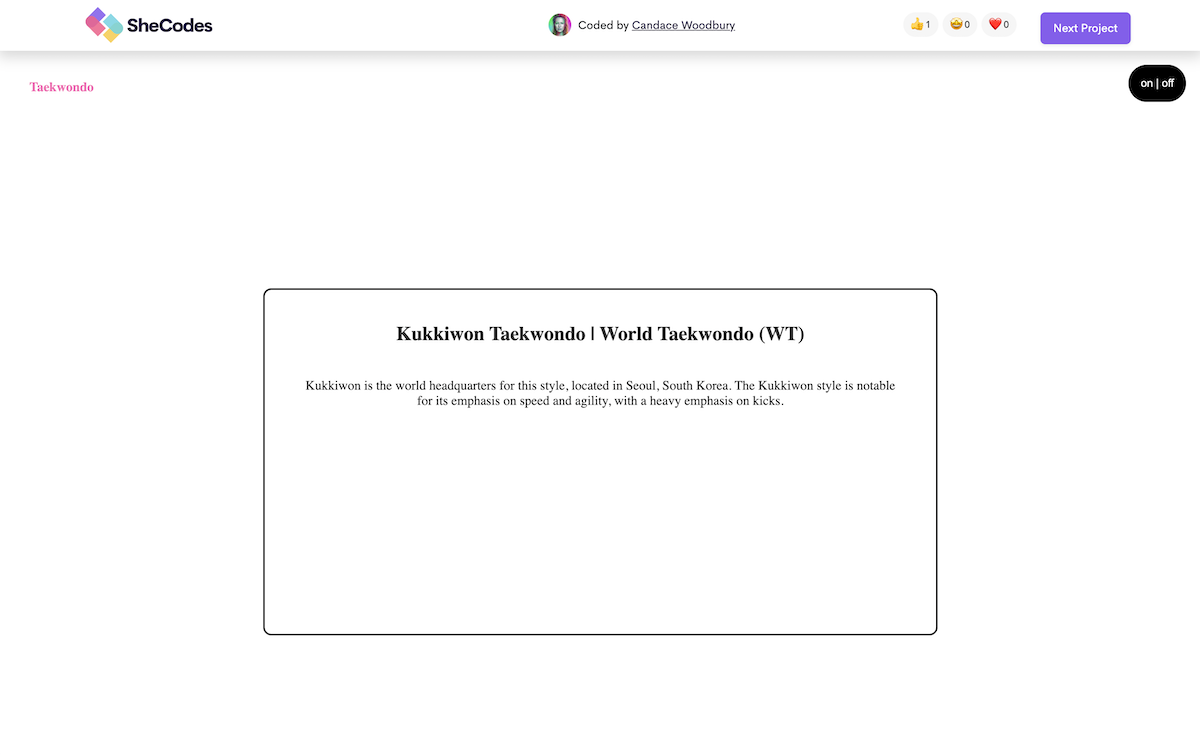 SheCodes
Coded by Candace Woodbury
👍1
🤩0
❤️0
Next Project
Taekwondo
on | off
Kukkiwon Taekwondo | World Taekwondo (WT)
Kukkiwon is the world headquarters for this style, located in Seoul, South Korea. The Kukkiwon style is notable
for its emphasis on speed and agility, with a heavy emphasis on kicks.